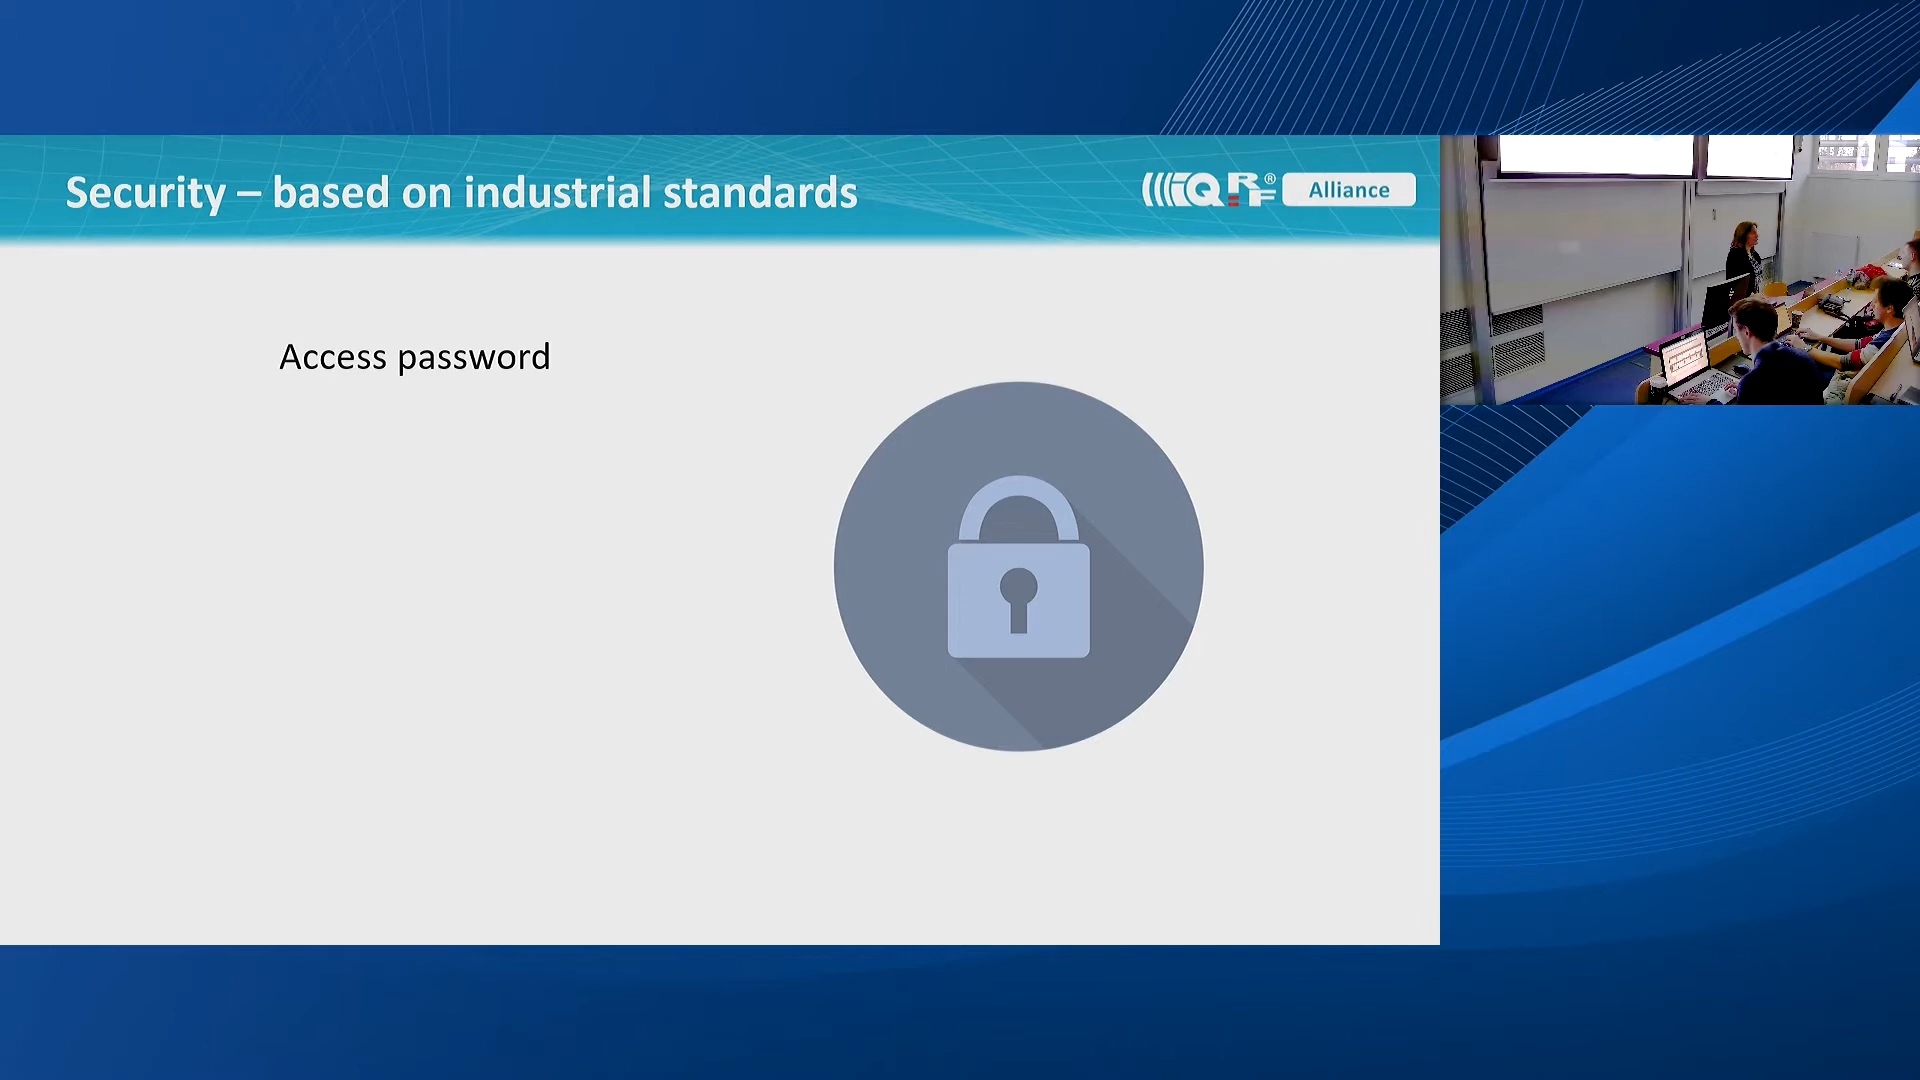 Security – based on industrial standards
IQRF® Alliance
Access password